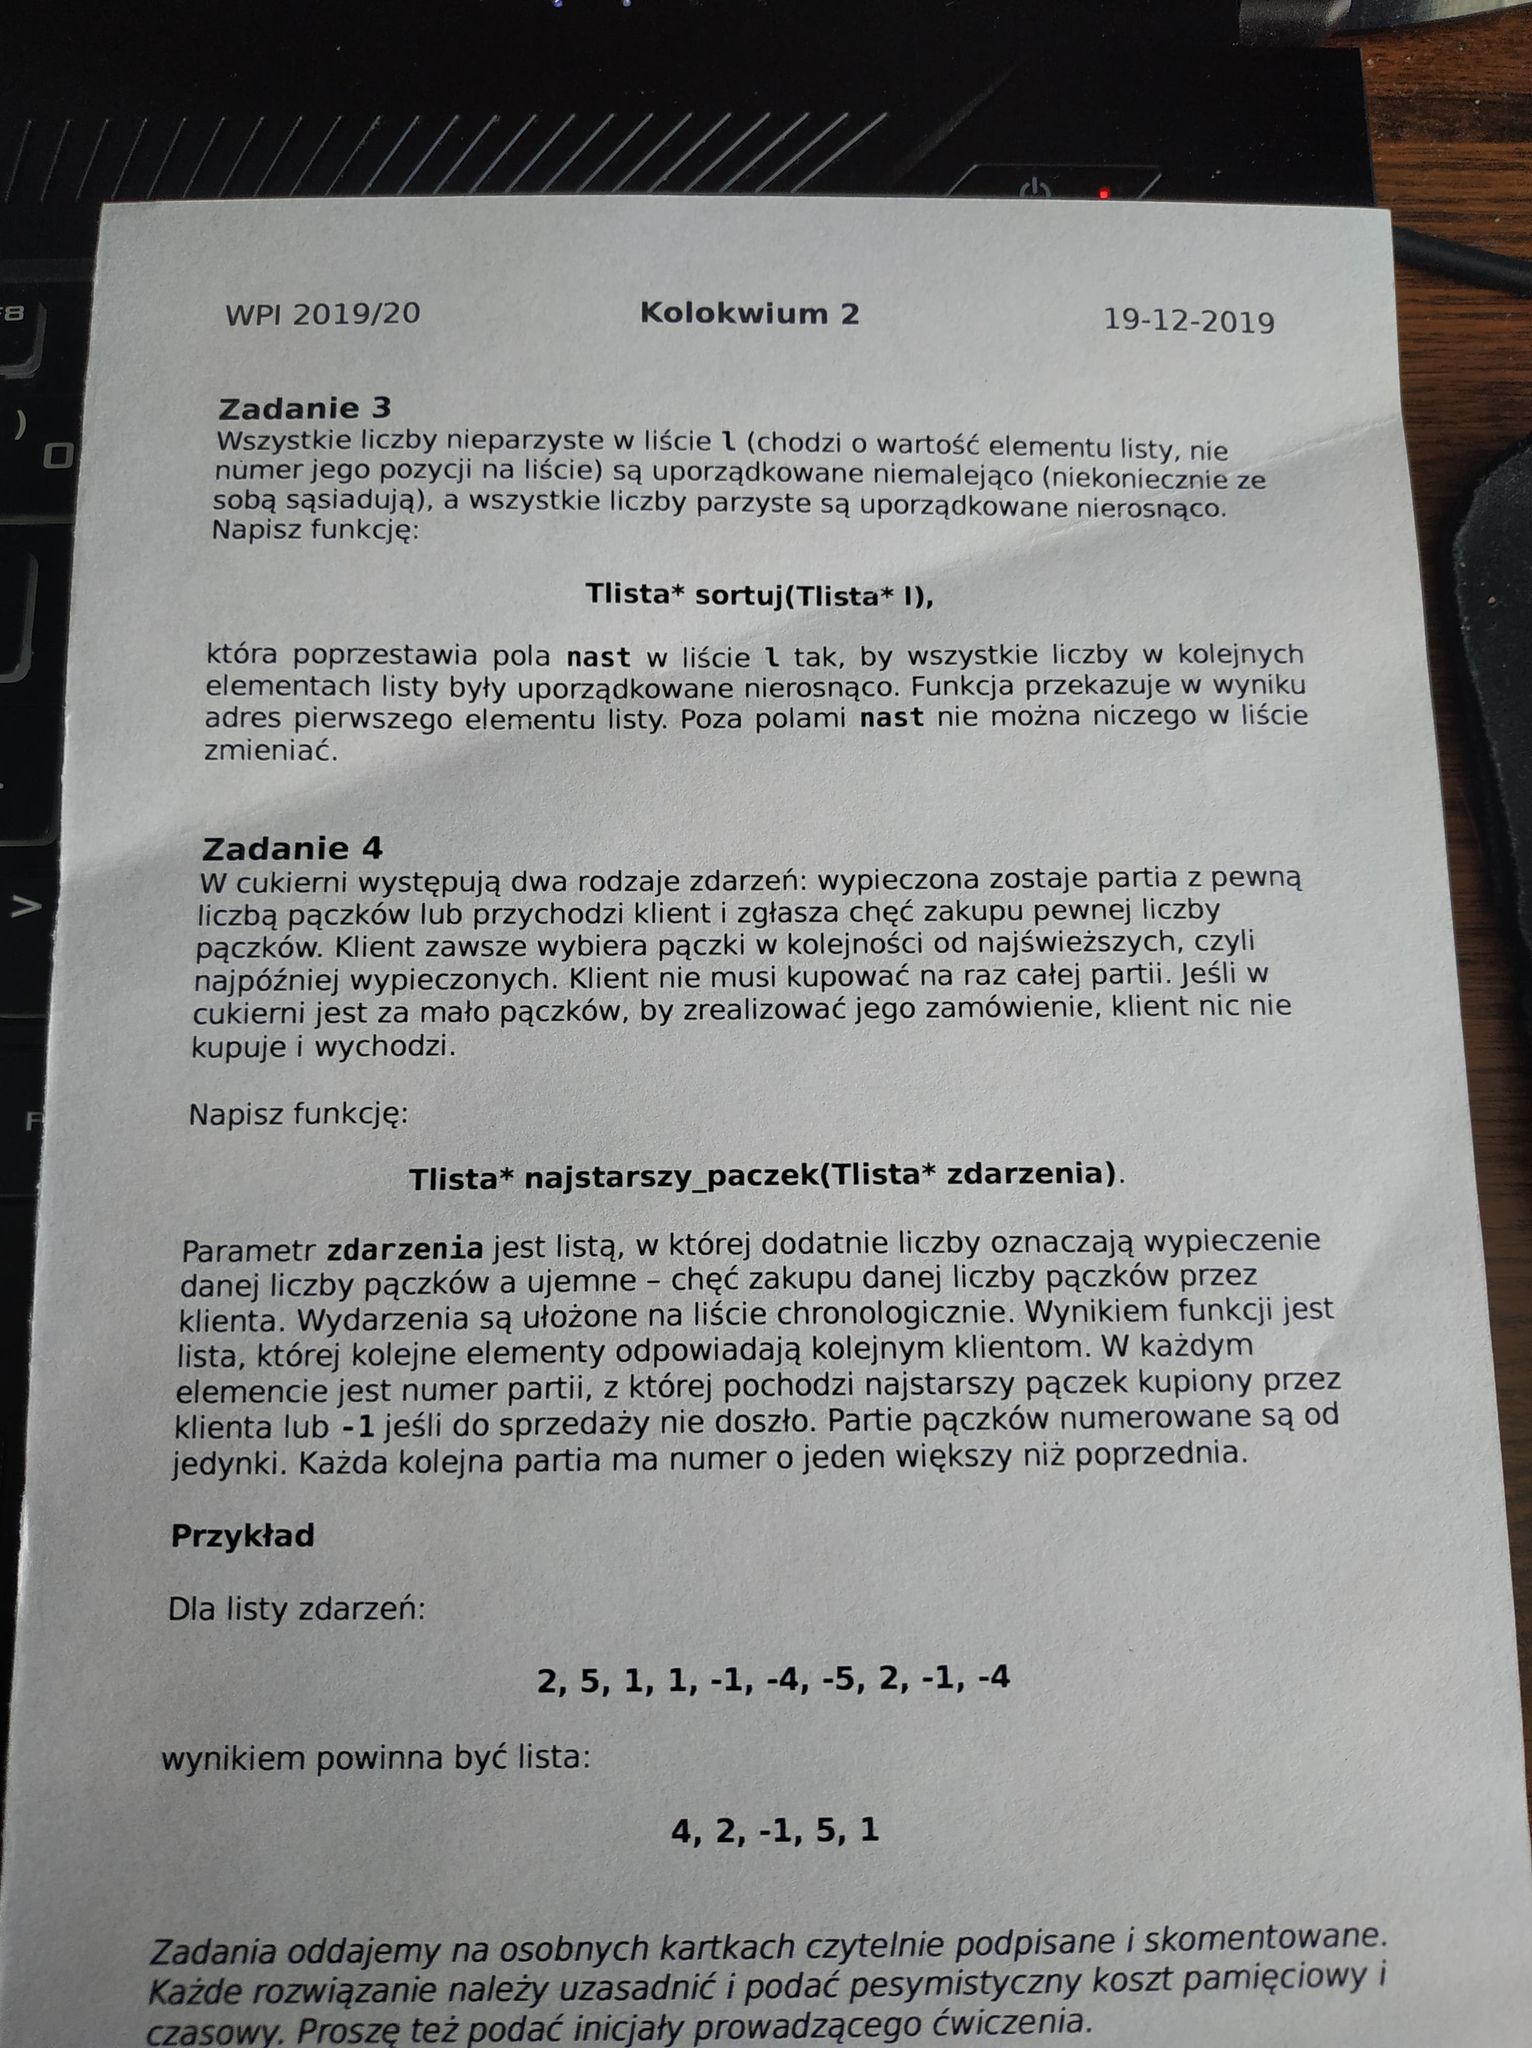 F8
)
O
>
F
WPI 2019/20 Kolokwium 2 19-12-2019
Zadanie 3
Wszystkie liczby nieparzyste w liście l (chodzi o wartość elementu listy, nie
numer jego pozycji na liście) są uporządkowane niemalejąco (niekoniecznie ze
sobą sąsiadują), a wszystkie liczby parzyste są uporządkowane nierosnąco.
Napisz funkcję:
Tlista* sortuj(Tlista* l),
która poprzestawia pola nast w liście l tak, by wszystkie liczby w kolejnych
elementach listy były uporządkowane nierosnąco. Funkcja przekazuje w wyniku
adres pierwszego elementu listy. Poza polami nast nie można niczego w liście
zmieniać.
Zadanie 4
W cukierni występują dwa rodzaje zdarzeń: wypieczona zostaje partia z pewną
liczbą pączków lub przychodzi klient i zgłasza chęć zakupu pewnej liczby
pączków. Klient zawsze wybiera pączki w kolejności od najświeższych, czyli
najpóźniej wypieczonych. Klient nie musi kupować na raz całej partii. Jeśli w
cukierni jest za mało pączków, by zrealizować jego zamówienie, klient nic nie
kupuje i wychodzi.
Napisz funkcję:
Tlista* najstarszy_paczek(Tlista* zdarzenia).
Parametr zdarzenia jest listą, w której dodatnie liczby oznaczają wypieczenie
danej liczby pączków a ujemne – chęć zakupu danej liczby pączków przez
klienta. Wydarzenia są ułożone na liście chronologicznie. Wynikiem funkcji jest
lista, której kolejne elementy odpowiadają kolejnym klientom. W każdym
elemencie jest numer partii, z której pochodzi najstarszy pączek kupiony przez
klienta lub -1 jeśli do sprzedaży nie doszło. Partie pączków numerowane są od
jedynki. Każda kolejna partia ma numer o jeden większy niż poprzednia.
Przykład
Dla listy zdarzeń:
2, 5, 1, 1, -1, -4, -5, 2, -1, -4
wynikiem powinna być lista:
4, 2, -1, 5, 1
Zadania oddajemy na osobnych kartkach czytelnie podpisane i skomentowane.
Każde rozwiązanie należy uzasadnić i podać pesymistyczny koszt pamięciowy i
czasowy. Proszę też podać inicjały prowadzącego ćwiczenia.